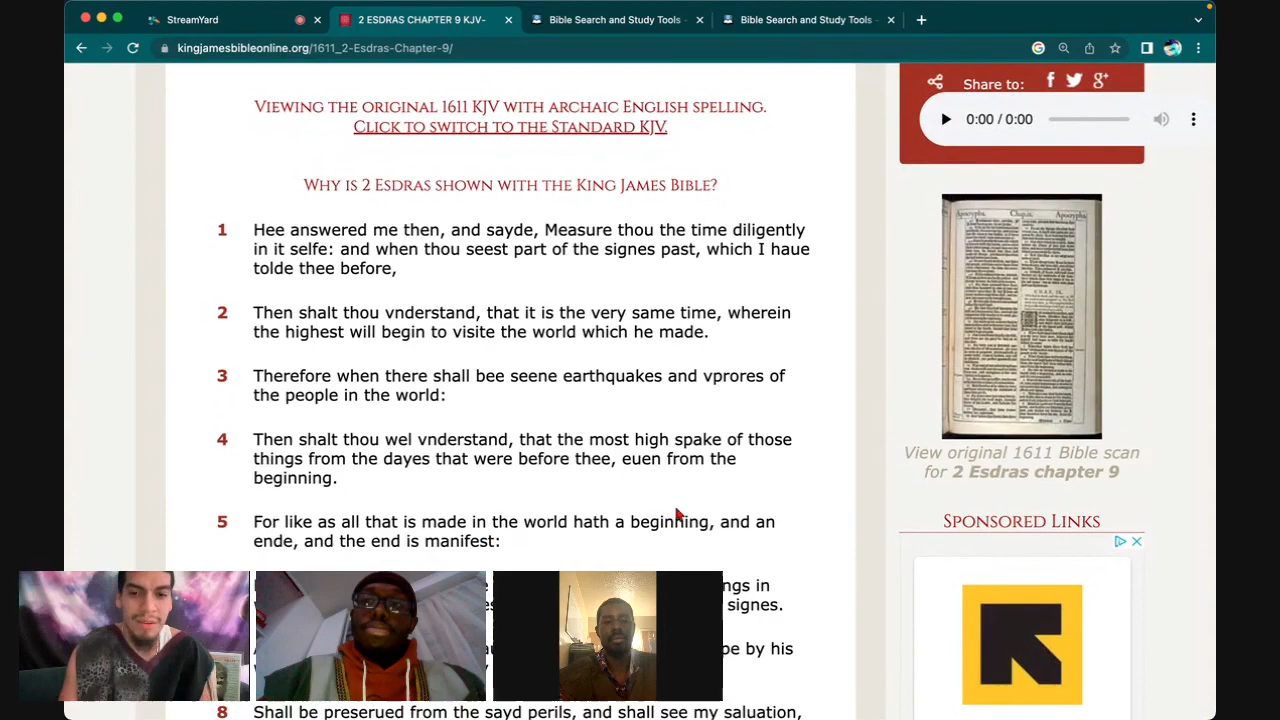 StreamYard
2 ESDRAS CHAPTER 9 KJV-
Bible Search and Study Tools -
Bible Search and Study Tools -
kingjamesbibleonline.org/1611_2-Esdras-Chapter-9/
Viewing the original 1611 KJV with archaic English spelling.
Click to switch to the Standard KJV.
Why is 2 Esdras shown with the King James Bible?
1 Hee answered me then, and sayde, Measure thou the time diligently
in it selfe: and when thou seest part of the signes past, which I haue
tolde thee before,
2 Then shalt thou vnderstand, that it is the very same time, wherein
the highest will begin to visite the world which he made.
3 Therefore when there shall bee seene earthquakes and vprores of
the people in the world:
4 Then shalt thou wel vnderstand, that the most high spake of those
things from the dayes that were before thee, euen from the
beginning.
5 For like as all that is made in the world hath a beginning, and an
ende, and the end is manifest:
ngs in
signes.
be by his
8 Shall be preserued from the sayd perils, and shall see my saluation,
Share to:
0:00 / 0:00
View original 1611 Bible scan
for 2 Esdras chapter 9
Sponsored Links